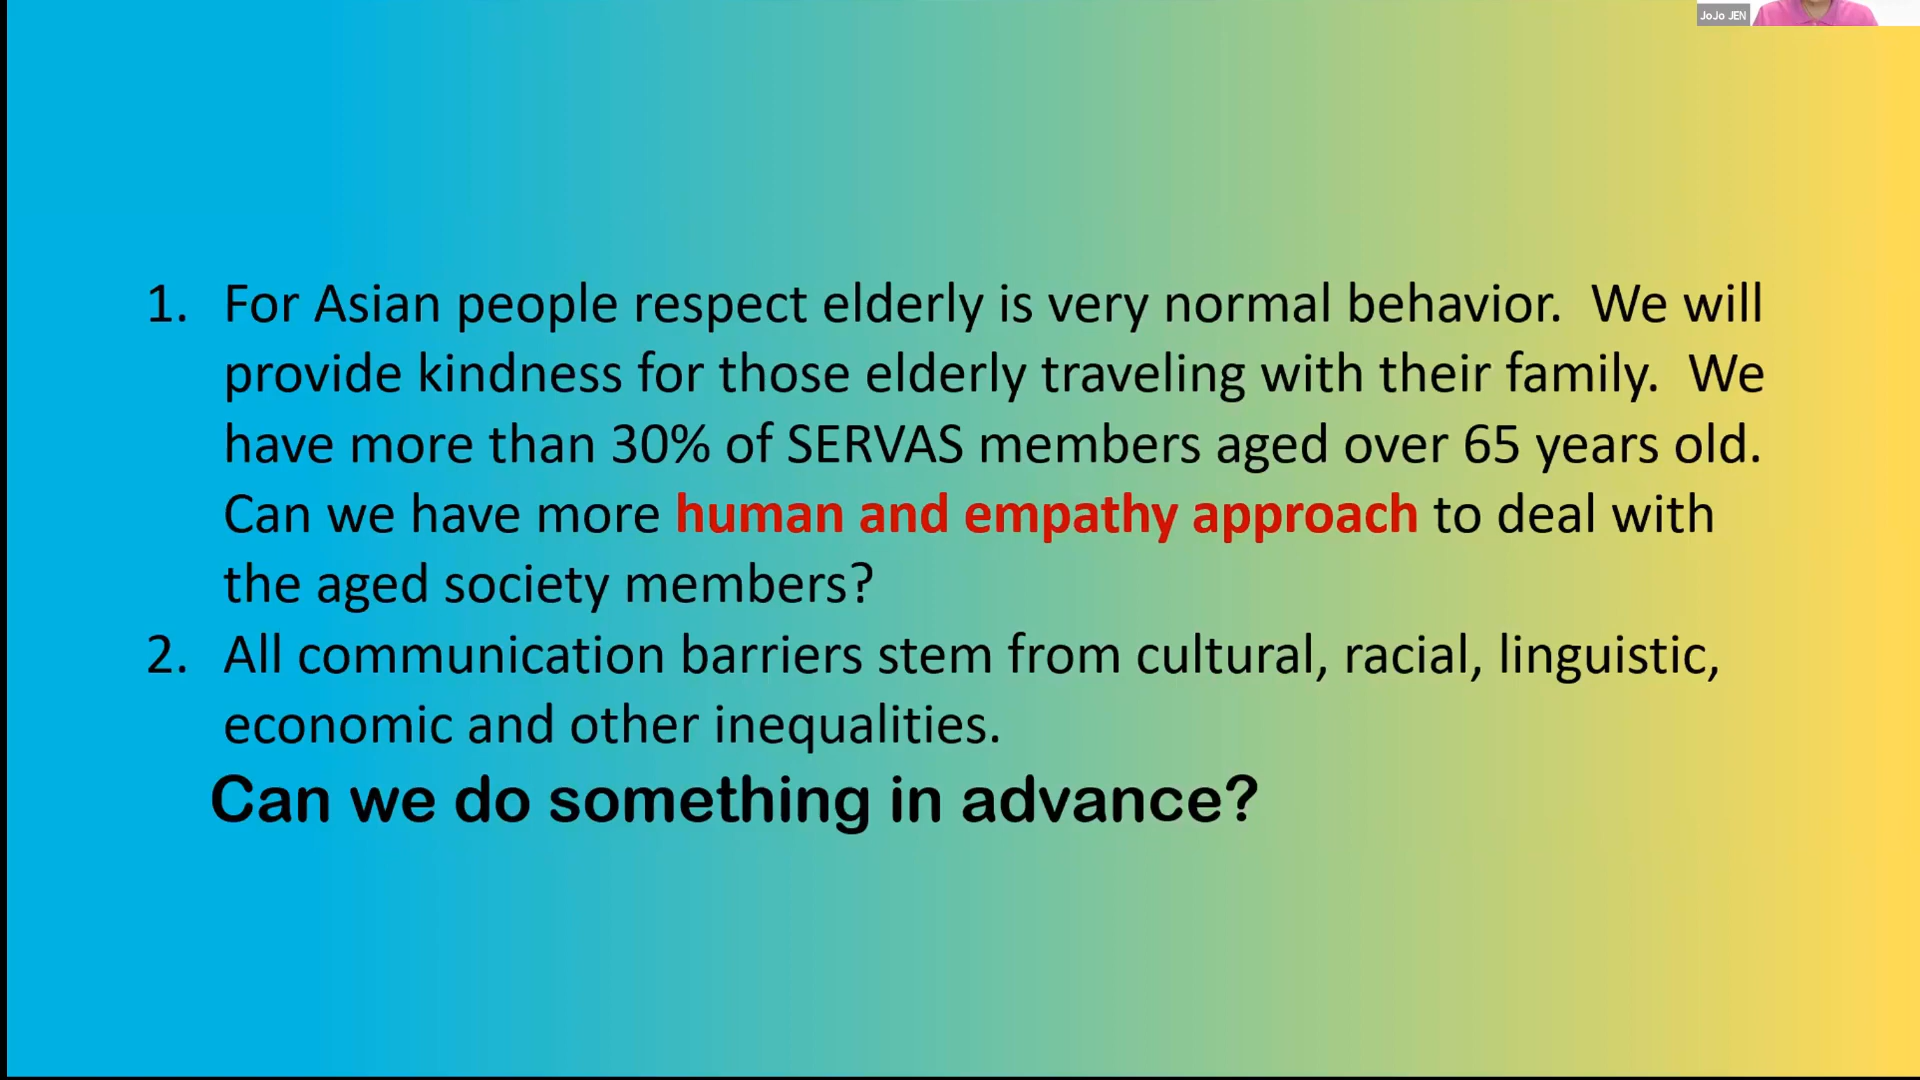 JoJo JEN
1. For Asian people respect elderly is very normal behavior. We will
provide kindness for those elderly traveling with their family. We
have more than 30% of SERVAS members aged over 65 years old.
Can we have more human and empathy approach to deal with
the aged society members?
2. All communication barriers stem from cultural, racial, linguistic,
economic and other inequalities.
Can we do something in advance?